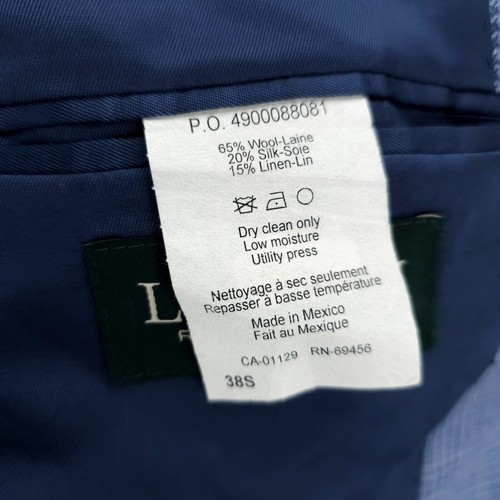 P.O. 4900088081
65% Wool-Laine
20% Silk-Soie
15% Linen-Lin
Dry clean only
Low moisture
Utility press
Nettoyage à sec seulement
Repasser à basse température
Made in Mexico
Fait au Mexique
CA-01129 RN-69456
38S